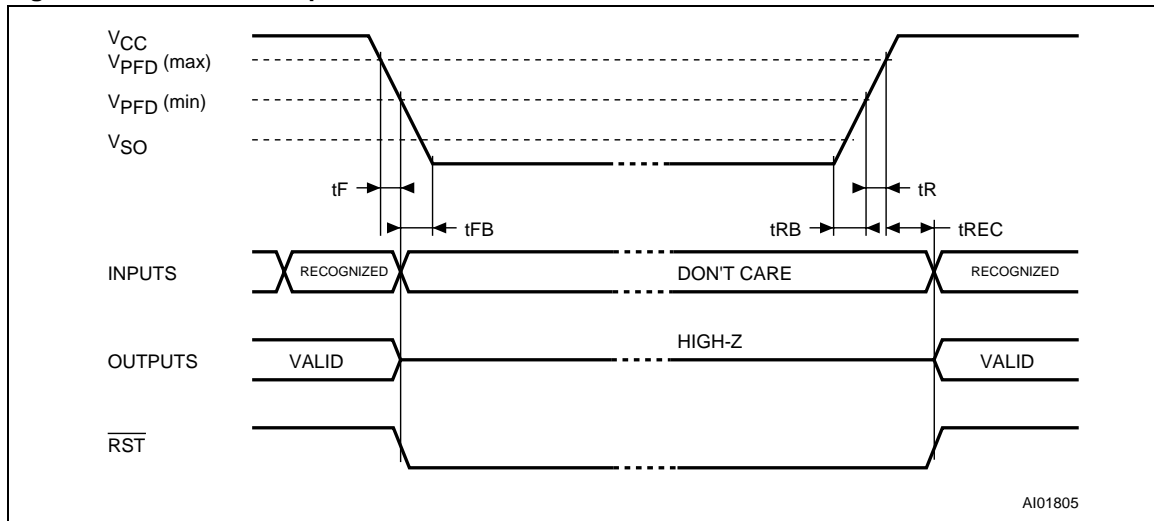 VCC
VPFD (max)
VPFD (min)
VSO
tF
tR
tFB
tRB
tREC
INPUTS
RECOGNIZED
DON'T CARE
RECOGNIZED
HIGH-Z
OUTPUTS
VALID
VALID
RST
AI01805